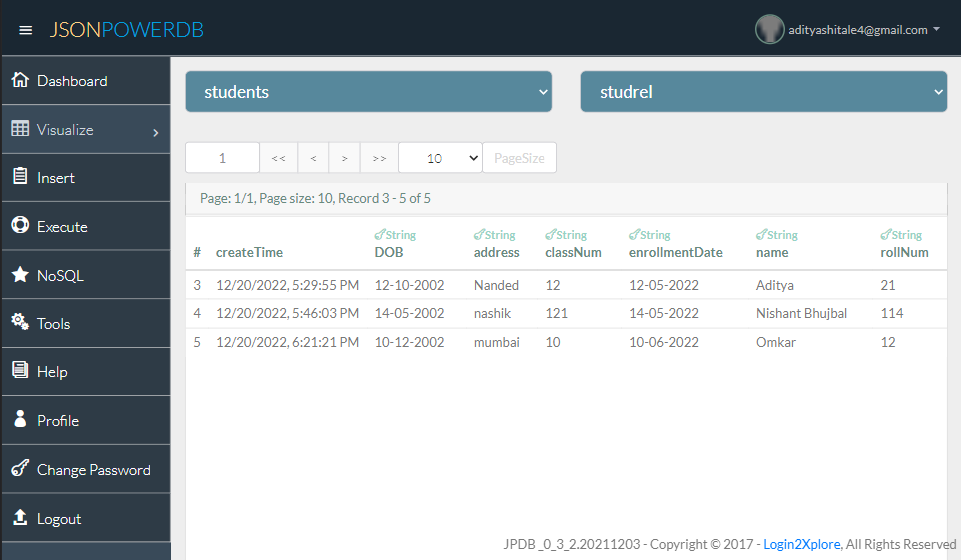 JSONPOWERDB
adityashitale4@gmail.com
Dashboard
Visualize
Insert
Execute
NoSQL
Tools
Help
Profile
Change Password
Logout
students studrel
1 << < > >> 10 PageSize
Page: 1/1, Page size: 10, Record 3 - 5 of 5
String String String String String String
# createTime DOB address classNum enrollmentDate name rollNum
3 12/20/2022, 5:29:55 PM 12-10-2002 Nanded 12 12-05-2022 Aditya 21
4 12/20/2022, 5:46:03 PM 14-05-2002 nashik 121 14-05-2022 Nishant Bhujbal 114
5 12/20/2022, 6:21:21 PM 10-12-2002 mumbai 10 10-06-2022 Omkar 12
JPDB_0_3_2.20211203 - Copyright © 2017 - Login2Xplore, All Rights Reserved